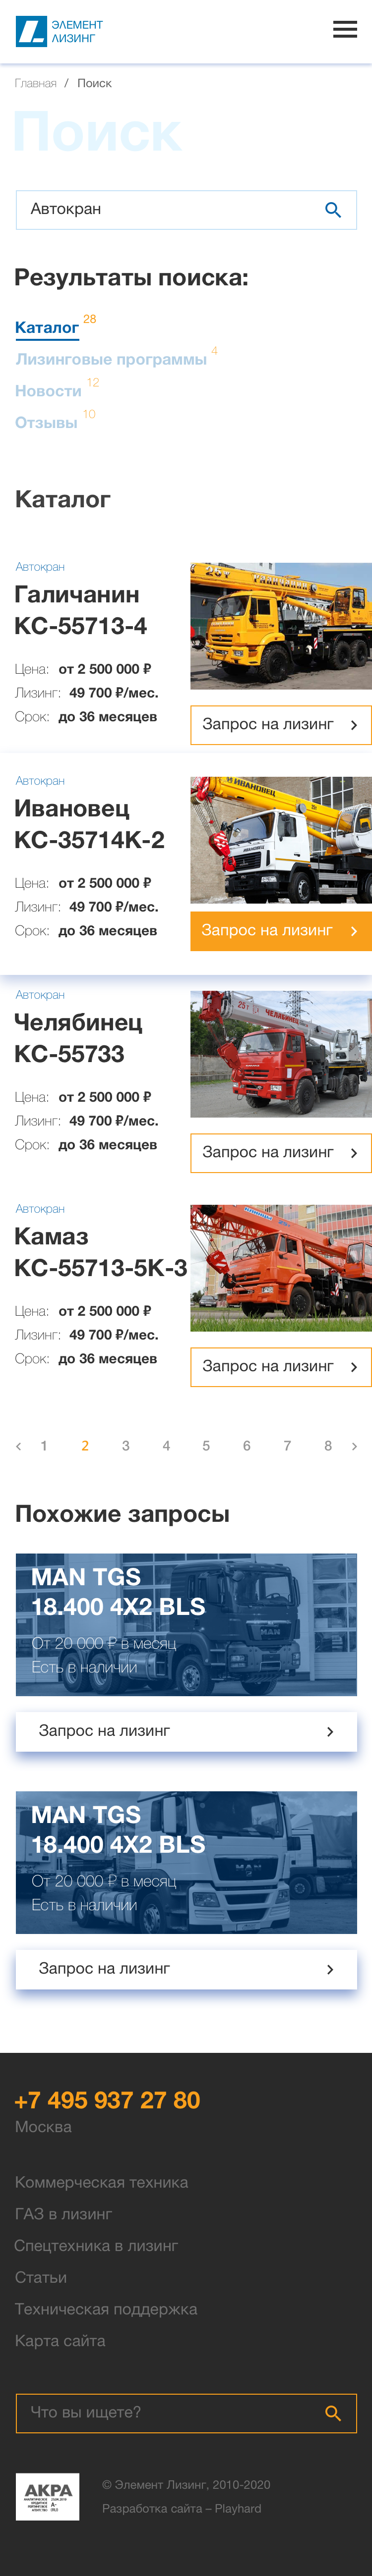 ЭЛЕМЕНТ
ЛИЗИНГ
Главная / Поиск
Поиск
Автокран
Результаты поиска:
Каталог 28
Лизинговые программы 4
Новости 12
Отзывы 10
Каталог
Автокран
Галичанин
КС-55713-4
Цена: от 2 500 000 ₽
Лизинг: 49 700 ₽/мес.
Срок: до 36 месяцев
25т ГАЛИЧАНИН
Запрос на лизинг
Автокран
Ивановец
КС-35714К-2
Цена: от 2 500 000 ₽
Лизинг: 49 700 ₽/мес.
Срок: до 36 месяцев
ИВАНОВЕЦ
ИВАНОВЕЦ
Запрос на лизинг
Автокран
Челябинец
КС-55733
Цена: от 2 500 000 ₽
Лизинг: 49 700 ₽/мес.
Срок: до 36 месяцев
25т ЧЕЛЯБИНЕЦ
Запрос на лизинг
Автокран
Камаз
КС-55713-5К-3
Цена: от 2 500 000 ₽
Лизинг: 49 700 ₽/мес.
Срок: до 36 месяцев
Запрос на лизинг
1 2 3 4 5 6 7 8
Похожие запросы
MAN TGS
18.400 4X2 BLS
От 20 000 ₽ в месяц
Есть в наличии
MAN
Запрос на лизинг
MAN TGS
18.400 4X2 BLS
От 20 000 ₽ в месяц
Есть в наличии
MAN
Запрос на лизинг
+7 495 937 27 80
Москва
Коммерческая техника
ГАЗ в лизинг
Спецтехника в лизинг
Статьи
Техническая поддержка
Карта сайта
Что вы ищете?
АКРА
© Элемент Лизинг, 2010-2020
Разработка сайта – Playhard